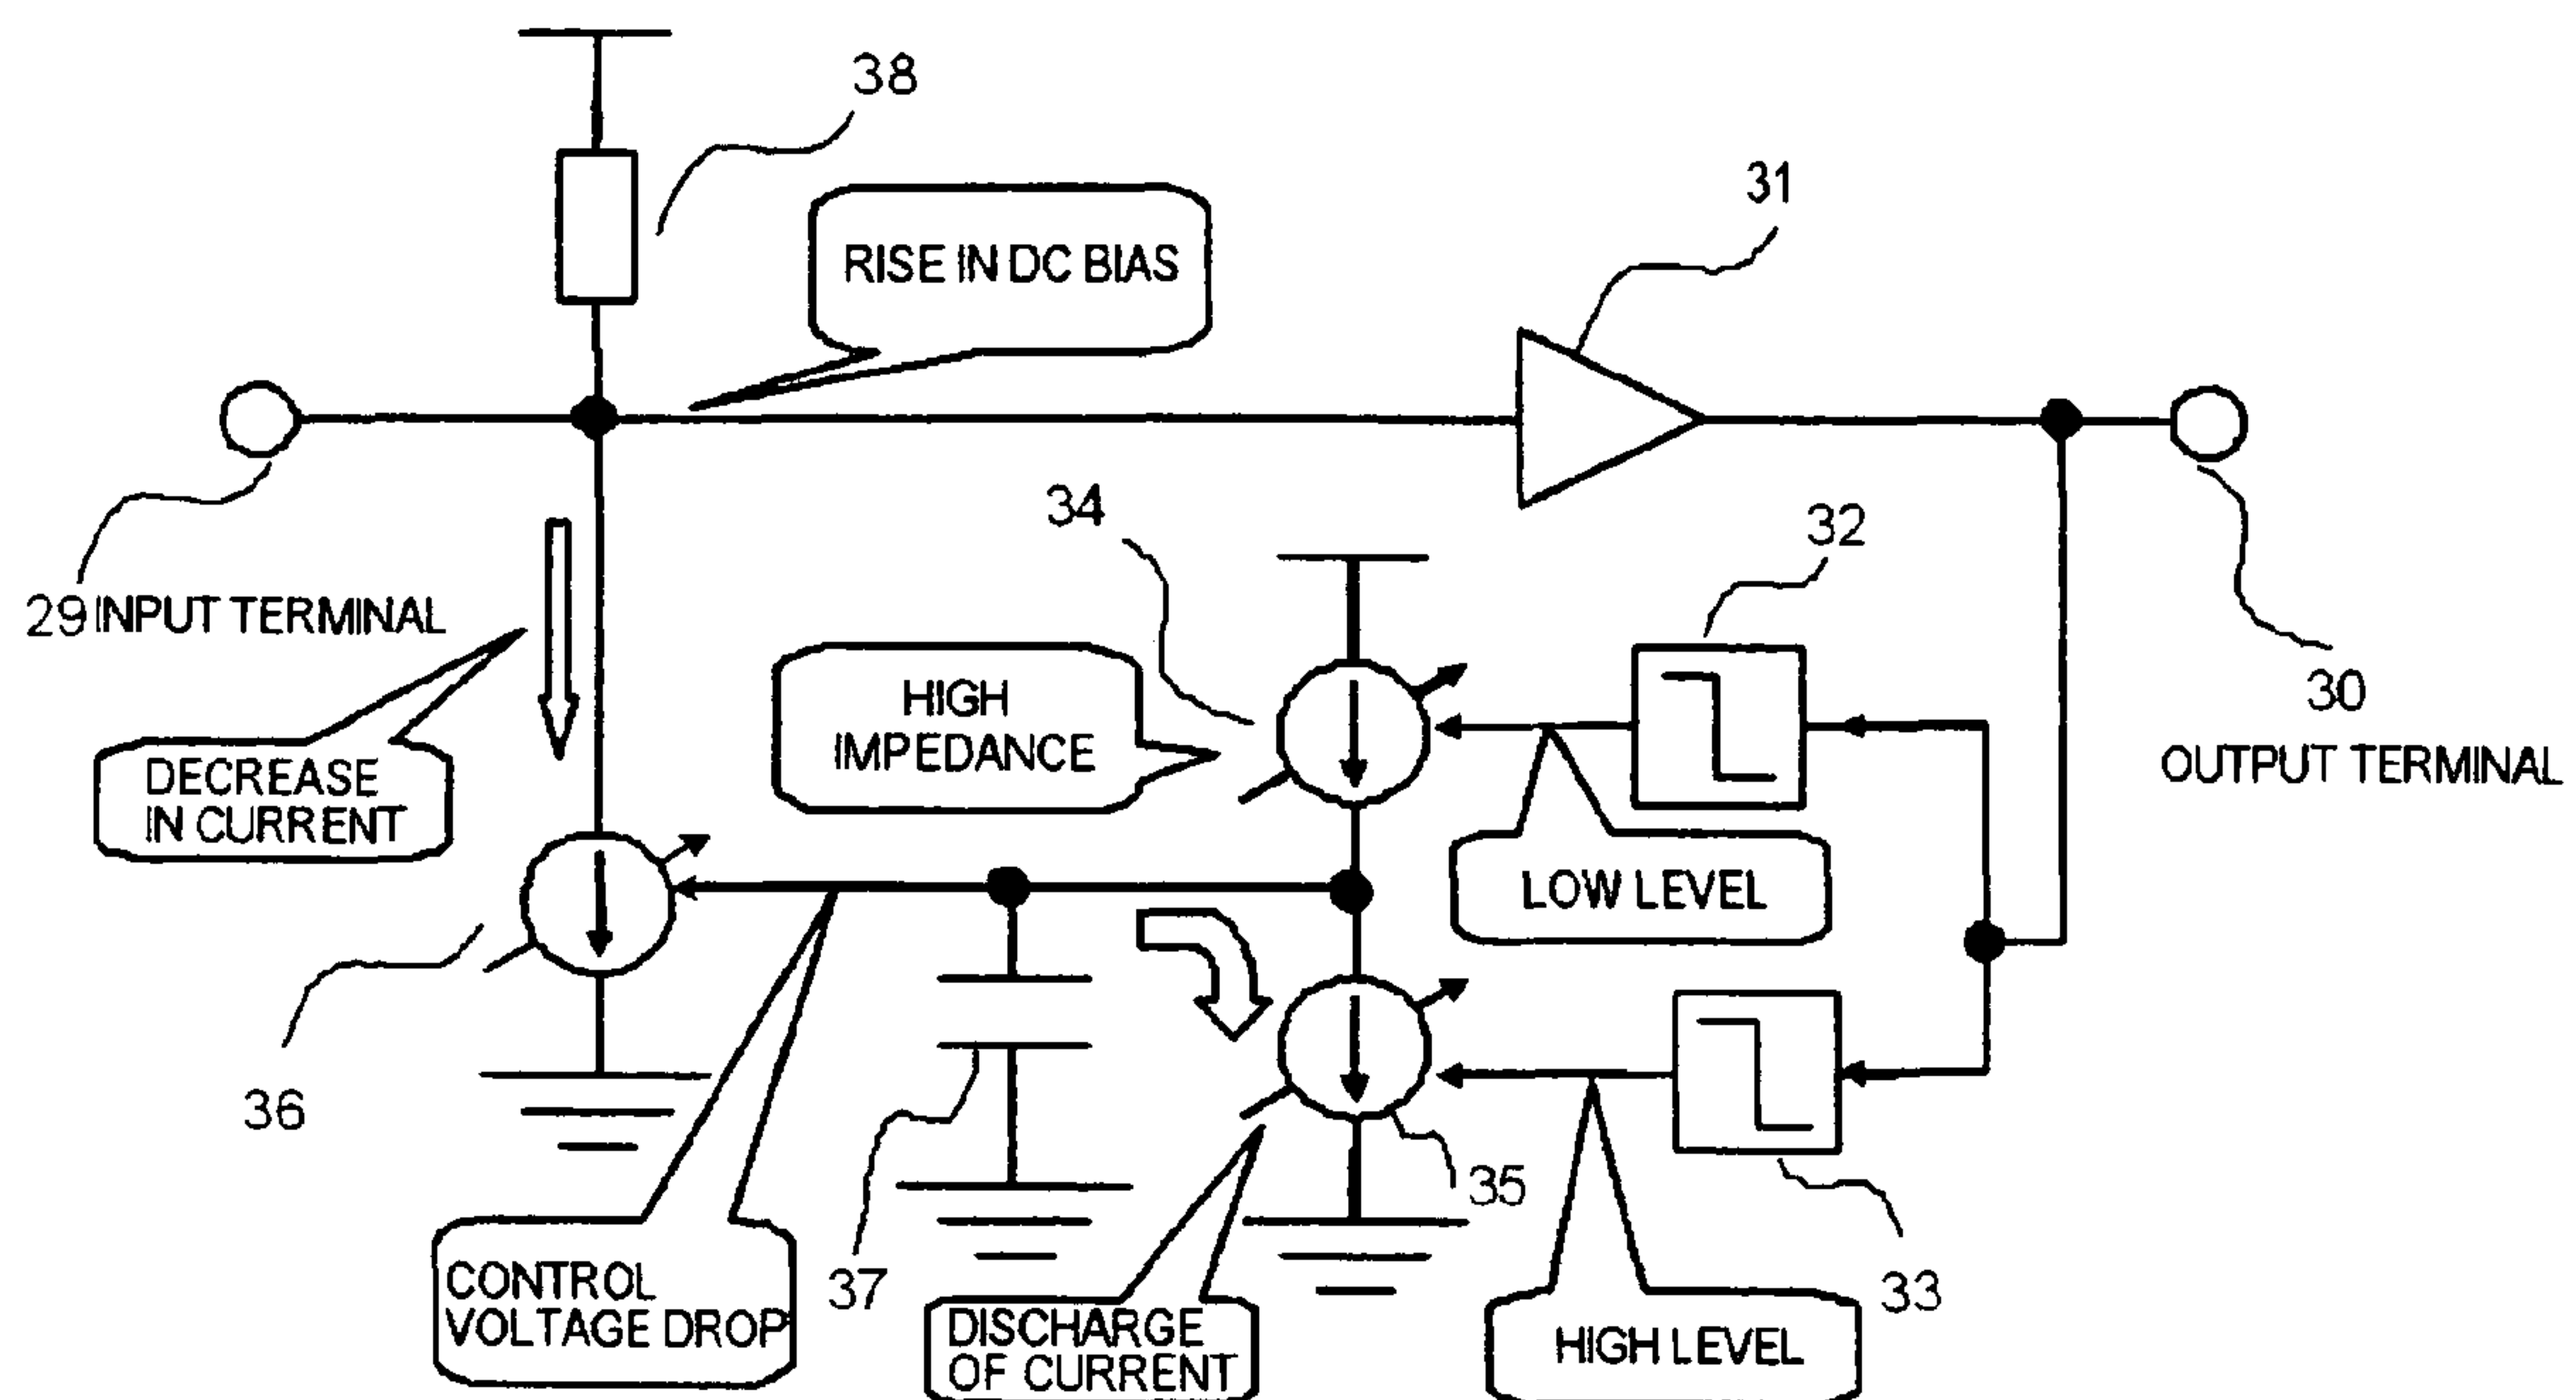 38
31
RISE IN DC BIAS
34
32
29 INPUT TERMINAL
HIGH
IMPEDANCE
30
OUTPUT TERMINAL
DECREASE
IN CURRENT
LOW LEVEL
36
35
37
33
CONTROL
VOLTAGE DROP
DISCHARGE
OF CURRENT
HIGH LEVEL